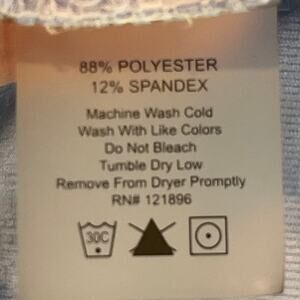 88% POLYESTER
12% SPANDEX
Machine Wash Cold
Wash With Like Colors
Do Not Bleach
Tumble Dry Low
Remove From Dryer Promptly
RN# 121896
30C